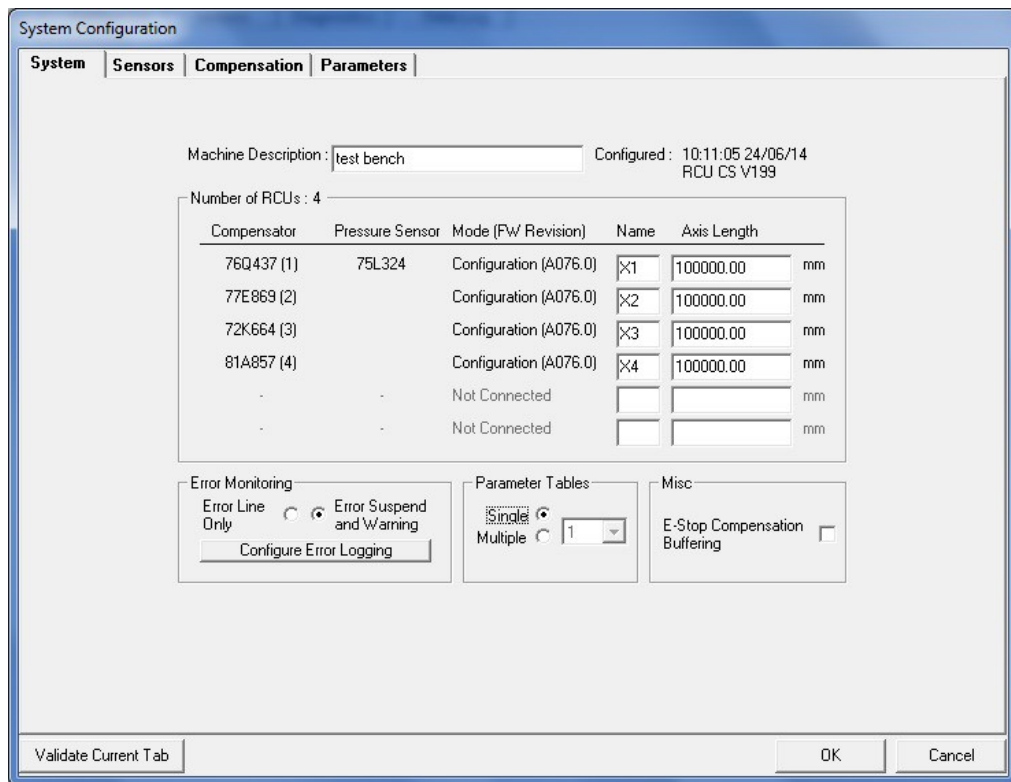 System Configuration
System Sensors Compensation Parameters
Machine Description : test bench Configured : 10:11:05 24/06/14
RCU CS V199
Number of RCUs : 4
Compensator Pressure Sensor Mode (FW Revision) Name Axis Length
76Q437 (1) 75L324 Configuration (A076.0) X1 100000.00 mm
77E869 (2) Configuration (A076.0) X2 100000.00 mm
72K664 (3) Configuration (A076.0) X3 100000.00 mm
81A857 (4) Configuration (A076.0) X4 100000.00 mm
- - Not Connected mm
- - Not Connected mm
Error Monitoring Parameter Tables Misc
Error Line Only Error Suspend and Warning
Configure Error Logging
Single
Multiple 1
E-Stop Compensation
Buffering
Validate Current Tab OK Cancel